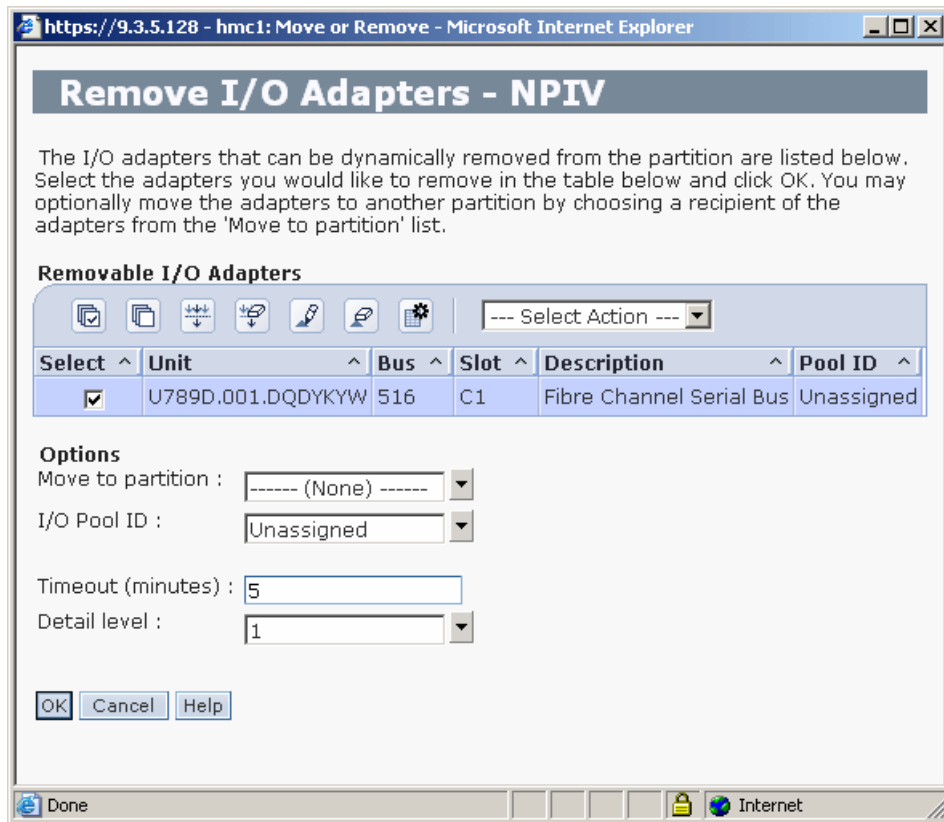 https://9.3.5.128 - hmc1: Move or Remove - Microsoft Internet Explorer
Remove I/O Adapters - NPIV
The I/O adapters that can be dynamically removed from the partition are listed below.
Select the adapters you would like to remove in the table below and click OK. You may
optionally move the adapters to another partition by choosing a recipient of the
adapters from the 'Move to partition' list.
Removable I/O Adapters
--- Select Action ---
Select ^ Unit ^ Bus ^ Slot ^ Description ^ Pool ID ^
U789D.001.DQDYKYW 516 C1 Fibre Channel Serial Bus Unassigned
Options
Move to partition : ------ (None) ------
I/O Pool ID : Unassigned
Timeout (minutes) : 5
Detail level : 1
OK Cancel Help
Done Internet